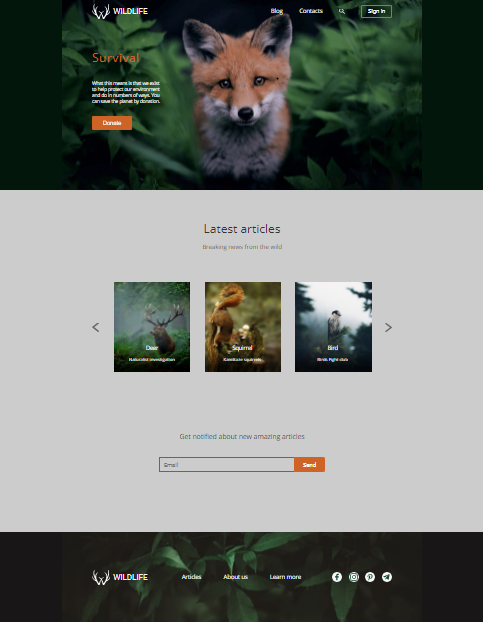 WILDLIFE
Blog
Contacts
Sign in
Survival
What this means is that we exist
to help protect our environment
and do in numbers of ways. You
can save the planet by donation.
Donate
Latest articles
Breaking news from the wild
Deer
Naturalist investigation
Squirrel
Kamikaze squirrels
Bird
Birds Fight club
Get notified about new amazing articles
Email
Send
WILDLIFE
Articles
About us
Learn more